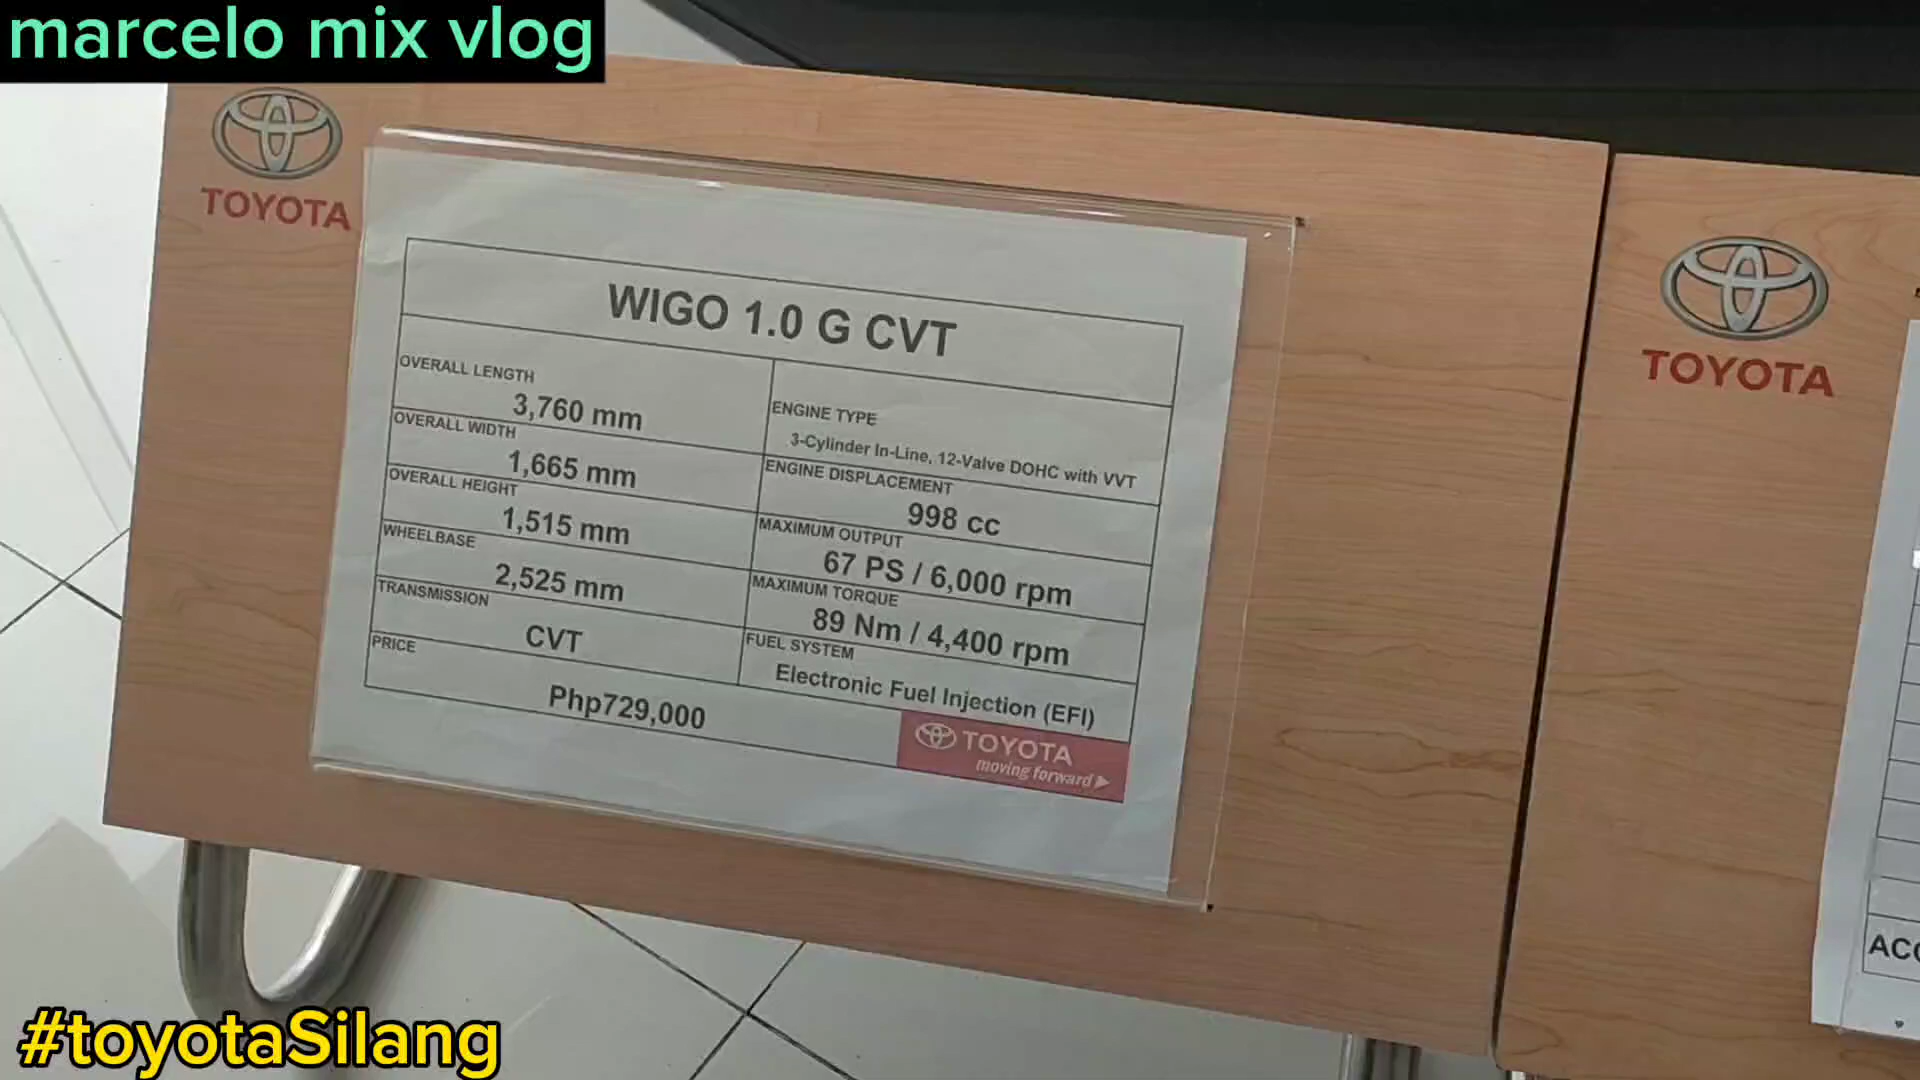 marcelo mix vlog
TOYOTA
WIGO 1.0 G CVT
OVERALL LENGTH
3,760 mm
OVERALL WIDTH
1,665 mm
OVERALL HEIGHT
1,515 mm
WHEELBASE
2,525 mm
TRANSMISSION
CVT
PRICE
Php729,000
ENGINE TYPE
3-Cylinder In-Line, 12-Valve DOHC with VVT
ENGINE DISPLACEMENT
998 cc
MAXIMUM OUTPUT
67 PS / 6,000 rpm
MAXIMUM TORQUE
89 Nm / 4,400 rpm
FUEL SYSTEM
Electronic Fuel Injection (EFI)
TOYOTA
moving forward
TOYOTA
#toyotaSilang